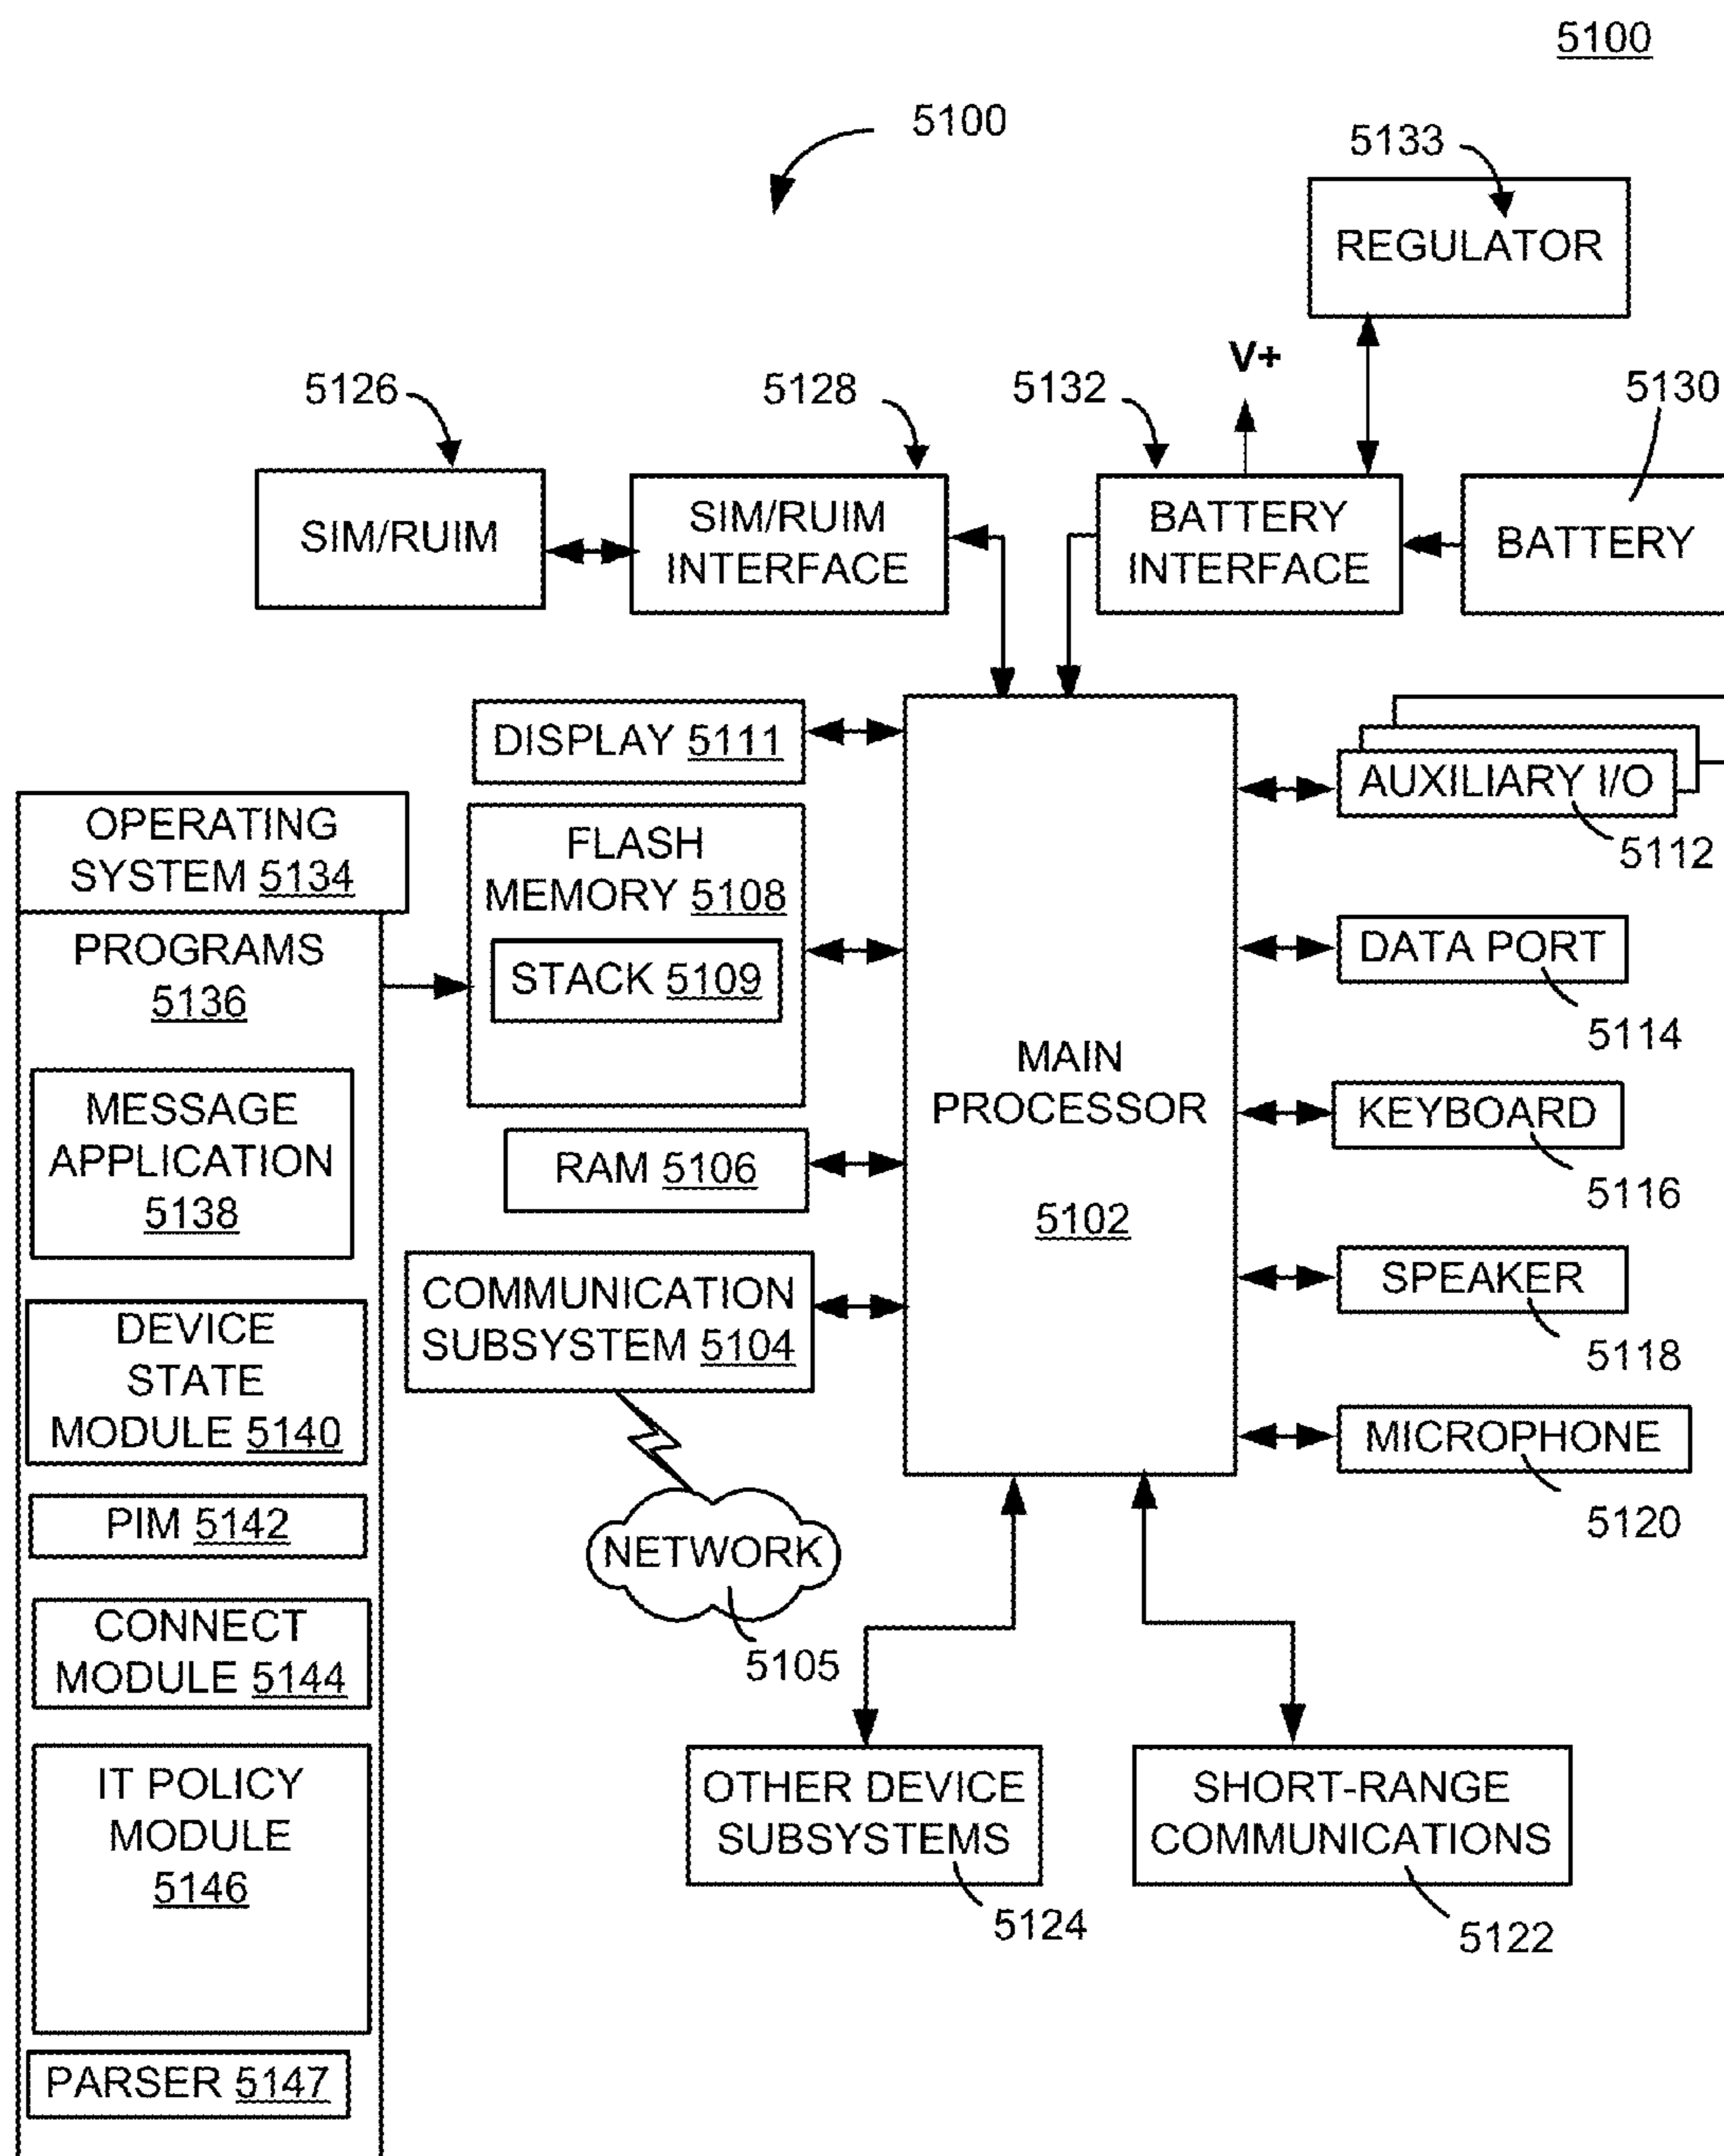 5100
5100
5133
REGULATOR
V+
5126
5128
5132
5130
SIM/RUIM
SIM/RUIM
INTERFACE
BATTERY
INTERFACE
BATTERY
DISPLAY 5111
AUXILIARY I/O
5112
OPERATING
SYSTEM 5134
FLASH
MEMORY 5108
STACK 5109
PROGRAMS
5136
DATA PORT
5114
MAIN
PROCESSOR
5102
MESSAGE
APPLICATION
5138
RAM 5106
KEYBOARD
5116
COMMUNICATION
SUBSYSTEM 5104
SPEAKER
5118
DEVICE
STATE
MODULE 5140
MICROPHONE
5120
PIM 5142
NETWORK
5105
CONNECT
MODULE 5144
IT POLICY
MODULE
5146
OTHER DEVICE
SUBSYSTEMS
5124
SHORT-RANGE
COMMUNICATIONS
5122
PARSER 5147